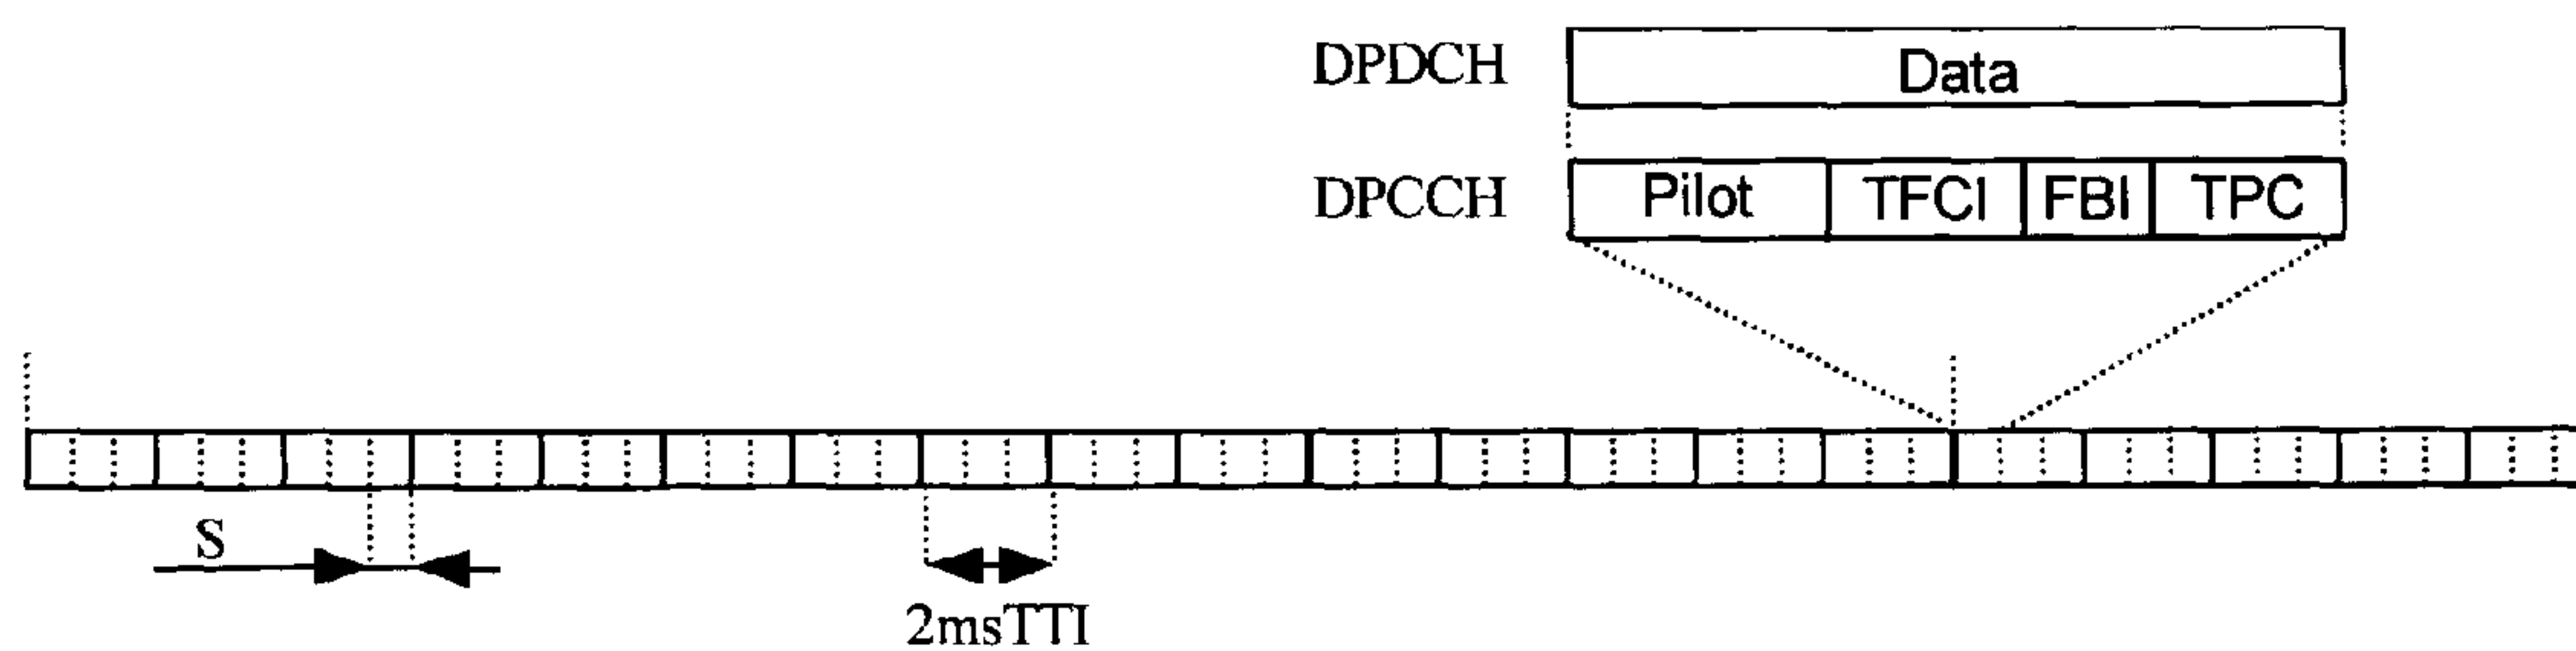 DPDCH Data
DPCCH Pilot TFCI FBI TPC
S
2msTTI